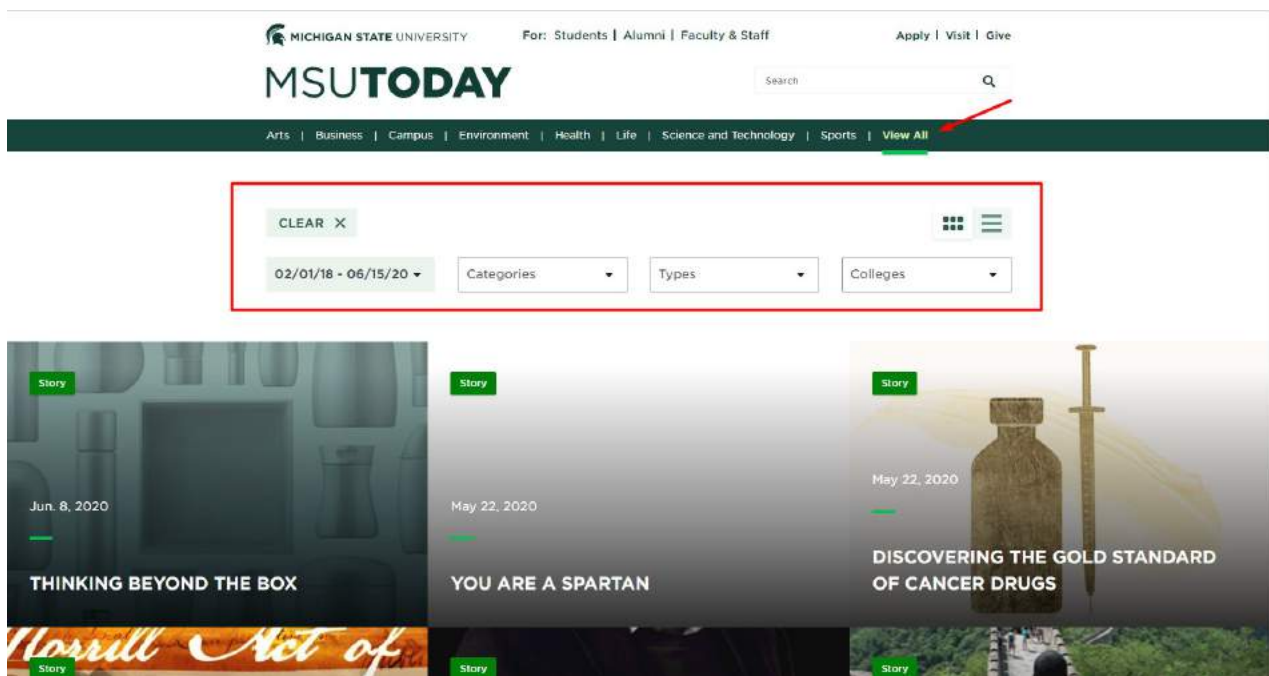 MICHIGAN STATE UNIVERSITY For: Students | Alumni | Faculty & Staff Apply | Visit | Give
MSUTODAY Search
Arts | Business | Campus | Environment | Health | Life | Science and Technology | Sports | View All
CLEAR X
02/01/18 - 06/15/20 Categories Types Colleges
Story Story Story
May 22, 2020
Jun. 8, 2020 May 22, 2020
DISCOVERING THE GOLD STANDARD
THINKING BEYOND THE BOX YOU ARE A SPARTAN OF CANCER DRUGS
Morrill Act of
Story Story Story